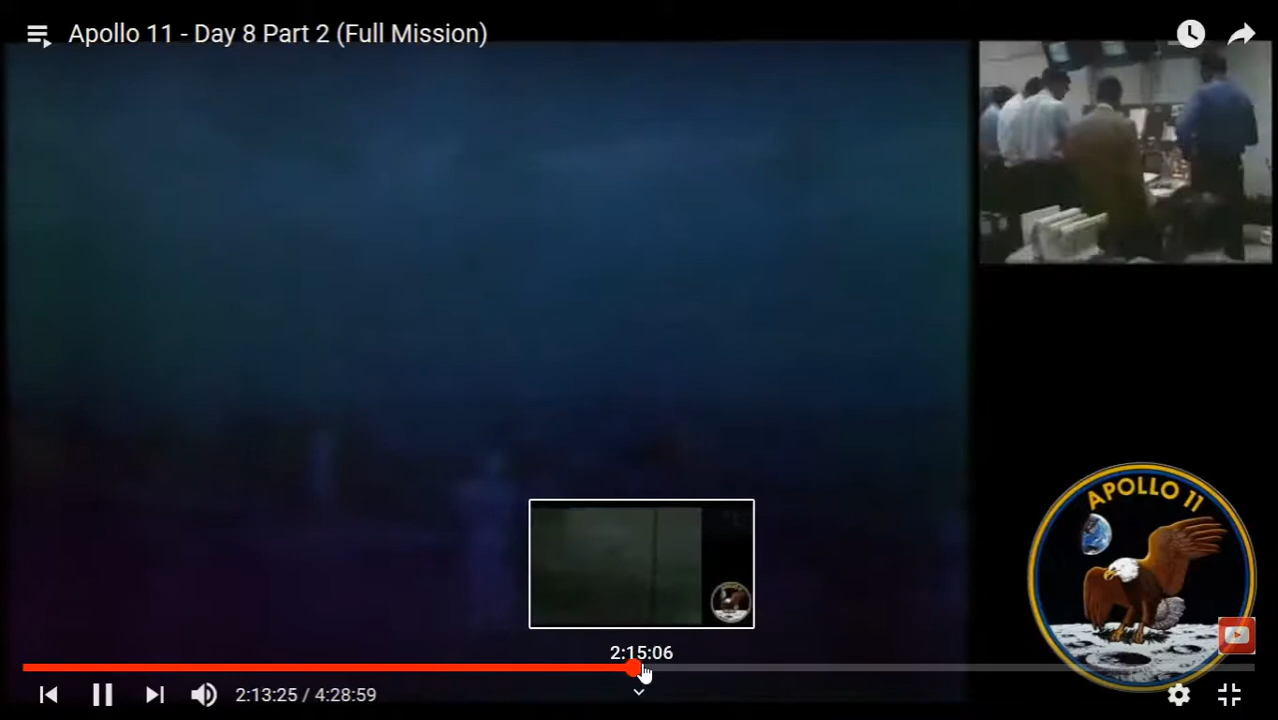 Apollo 11 - Day 8 Part 2 (Full Mission)
APOLLO 11
2:15:06
2:13:25 / 4:28:59